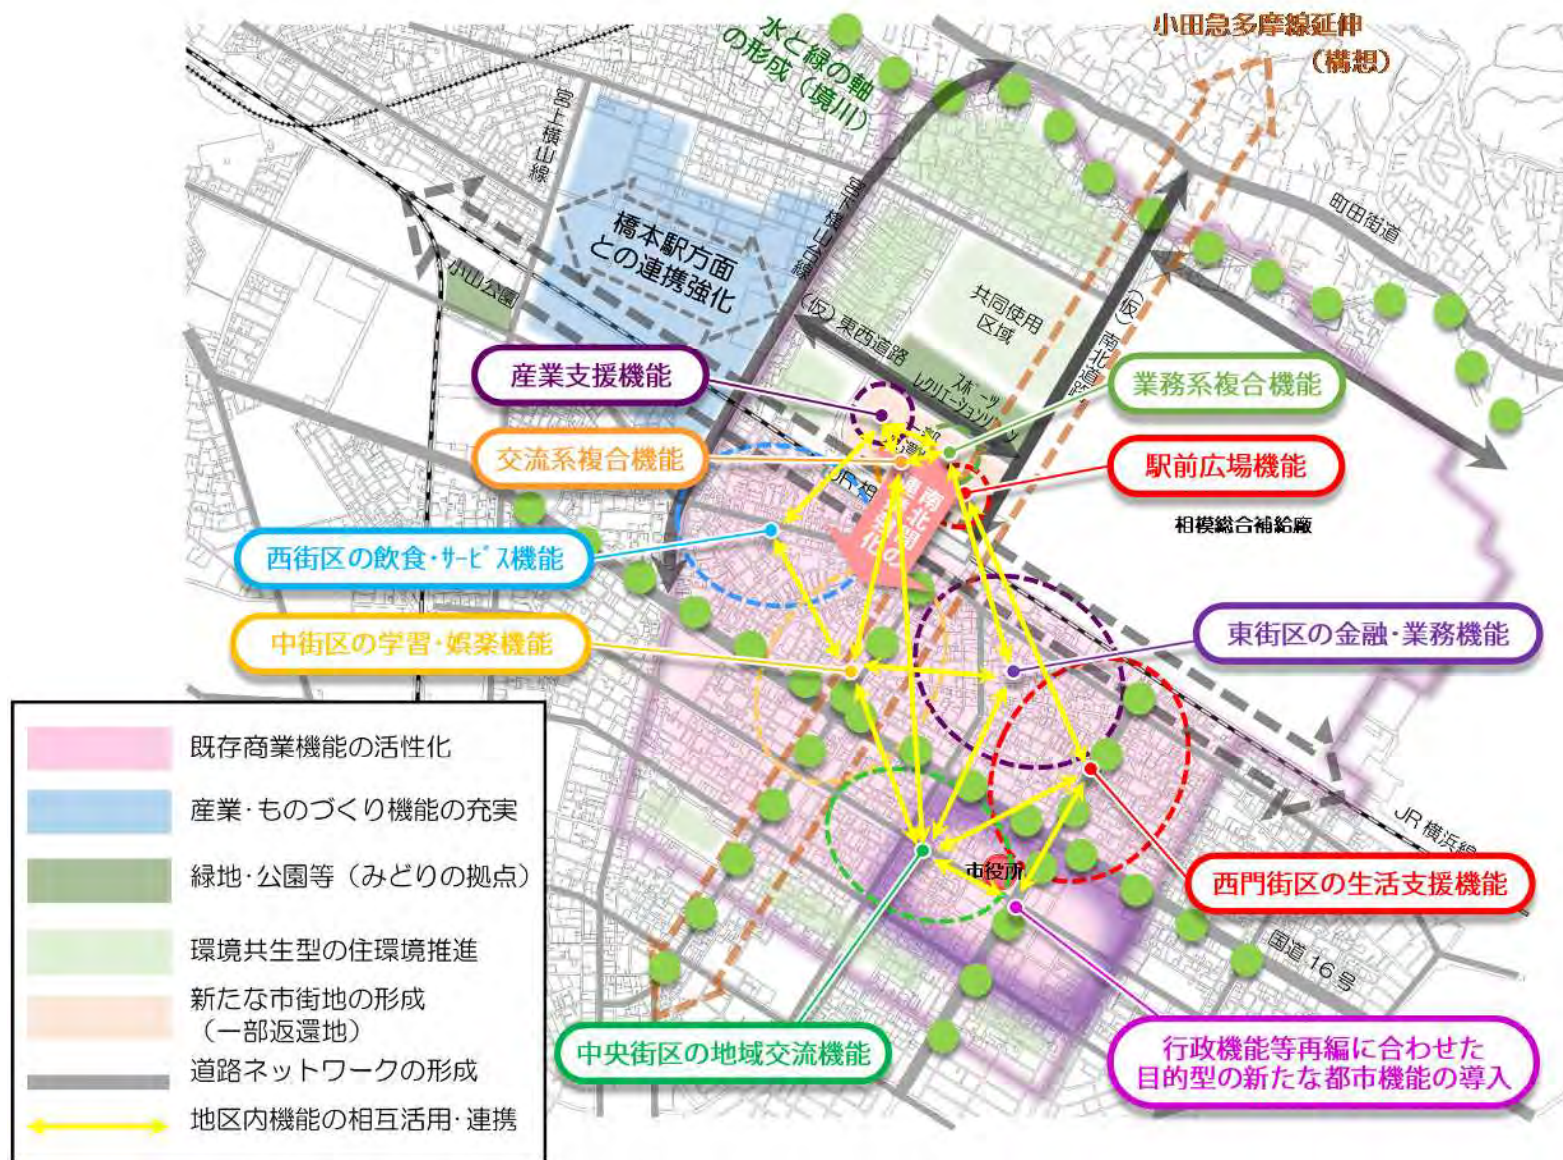 小田急多摩線延伸
（構想）
水と緑の軸
の形成（境川）
宮上横山線
宮下横山台線
町田街道
橋本駅方面
との連携強化
小山公園
（仮）東西道路
共同使用
区域
（仮）南北道路
スポーツ
レクリエーションゾーン
産業支援機能
業務系複合機能
交流系複合機能
駅前広場機能
JR相
南北間の
相模総合補給廠
西街区の飲食・サービス機能
中街区の学習・娯楽機能
東街区の金融・業務機能
JR横浜線
市役所
西門街区の生活支援機能
国道16号
中央街区の地域交流機能
行政機能等再編に合わせた
目的型の新たな都市機能の導入
既存商業機能の活性化
産業・ものづくり機能の充実
緑地・公園等（みどりの拠点）
環境共生型の住環境推進
新たな市街地の形成
（一部返還地）
道路ネットワークの形成
地区内機能の相互活用・連携